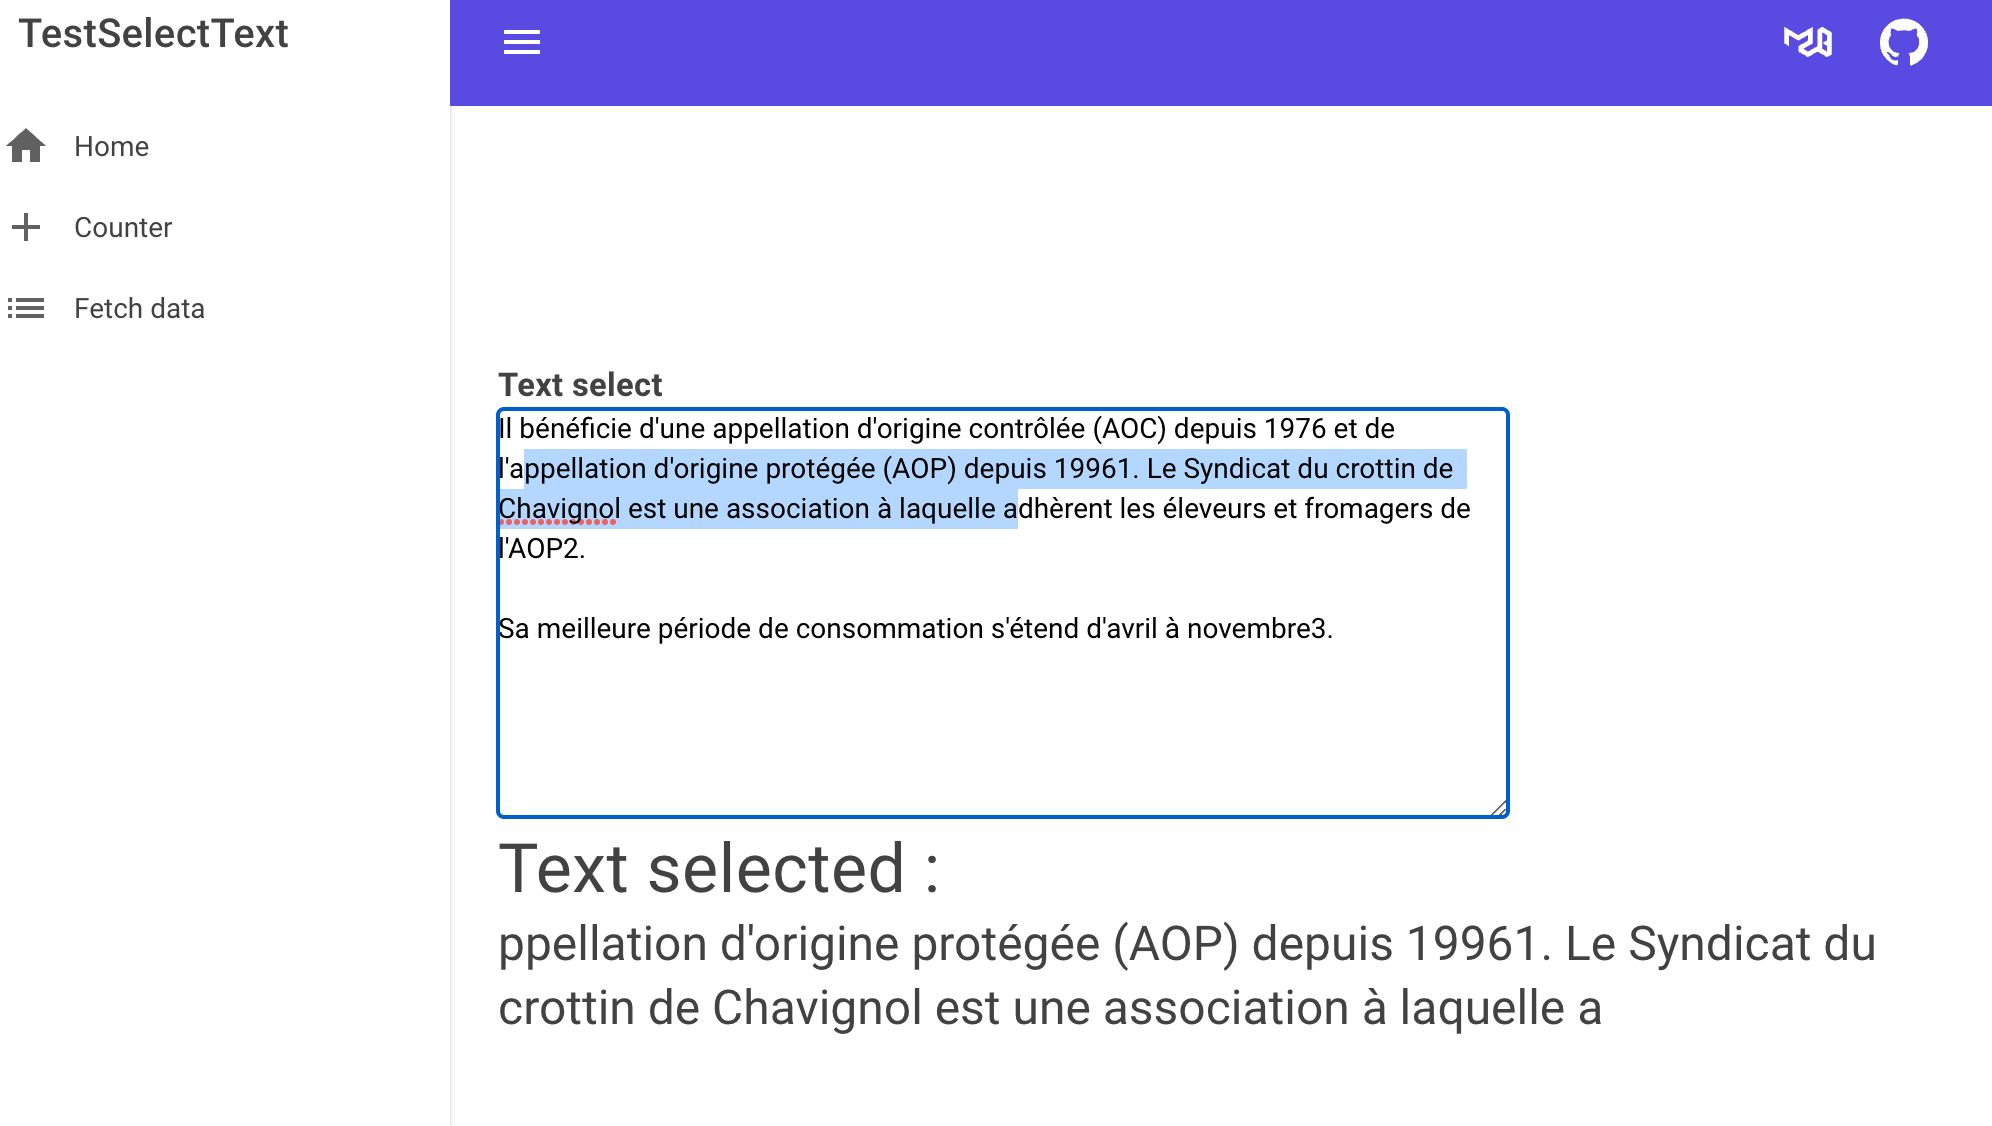 TestSelectText
Home
Counter
Fetch data
Text select
Il bénéficie d'une appellation d'origine contrôlée (AOC) depuis 1976 et de
l'appellation d'origine protégée (AOP) depuis 19961. Le Syndicat du crottin de
Chavignol est une association à laquelle adhèrent les éleveurs et fromagers de
l'AOP2.
Sa meilleure période de consommation s'étend d'avril à novembre3.
Text selected :
ppellation d'origine protégée (AOP) depuis 19961. Le Syndicat du
crottin de Chavignol est une association à laquelle a